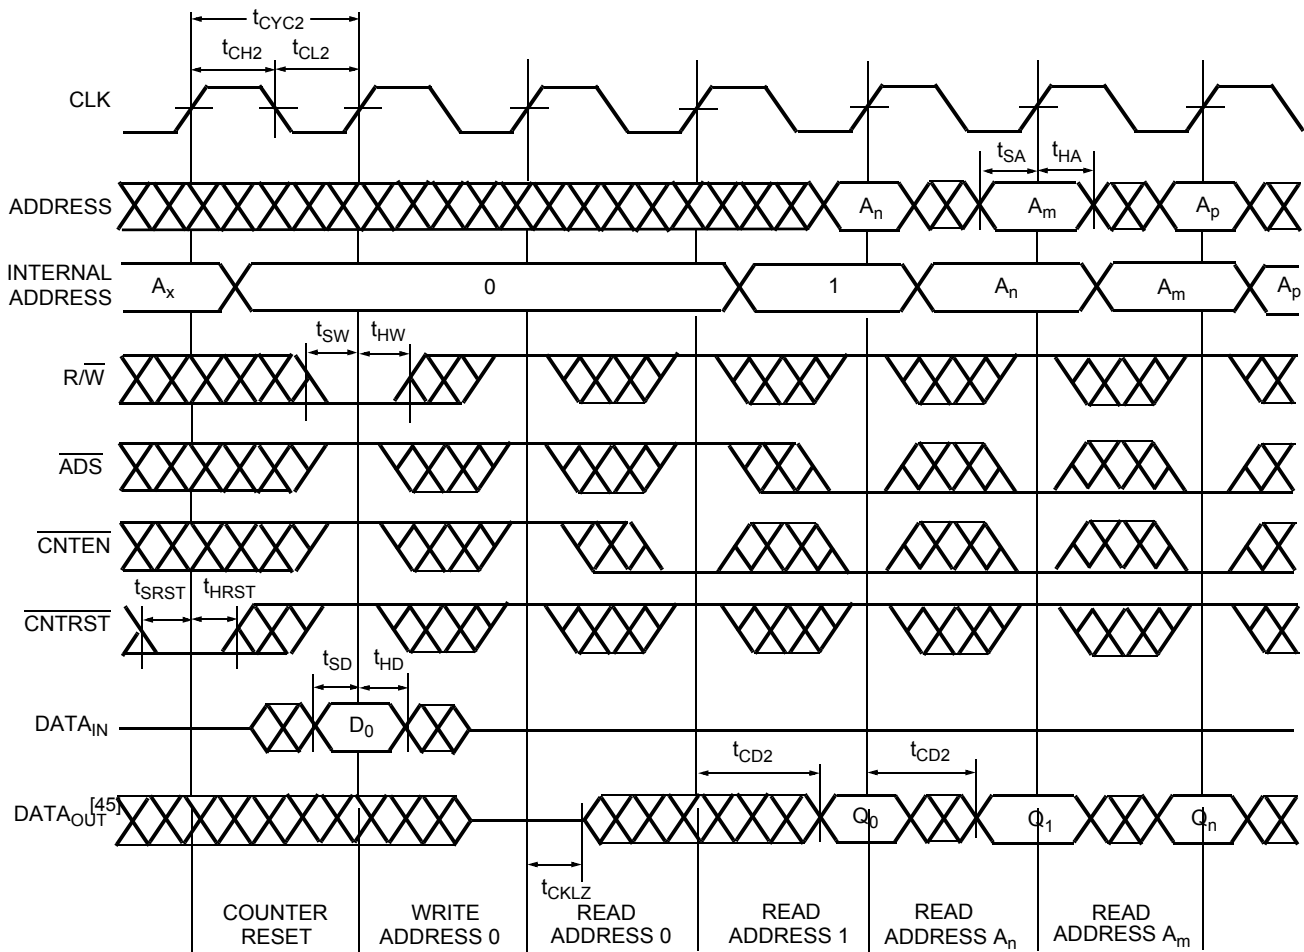 tCYC2
tCH2 tCL2
CLK
tSA tHA
ADDRESS An Am Ap
INTERNAL
ADDRESS Ax 0 1 An Am Ap
tSW tHW
R/W
ADS
CNTEN
tSRST tHRST
CNTRST
tSD tHD
DATAIN D0
tCD2 tCD2
DATAOUT[45] Q0 Q1 Qn
tCKLZ
COUNTER
RESET
WRITE
ADDRESS 0
READ
ADDRESS 0
READ
ADDRESS 1
READ
ADDRESS An
READ
ADDRESS Am